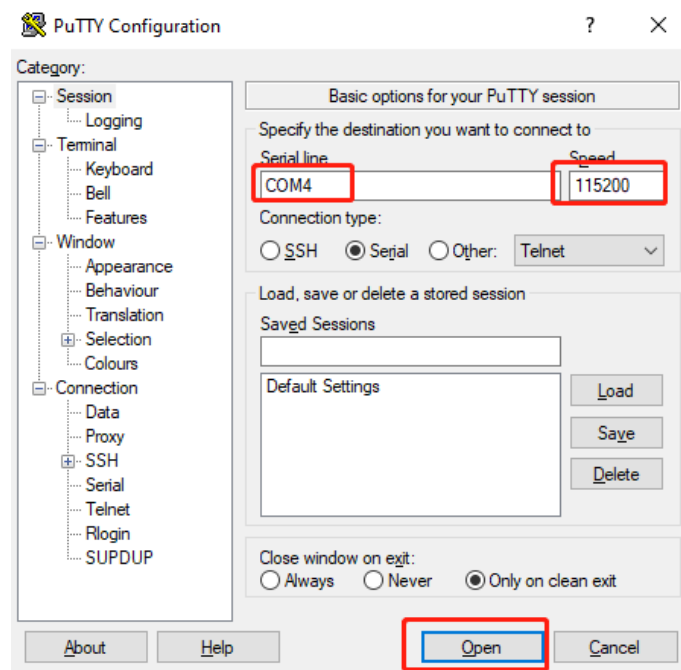 PuTTY Configuration
?
Category:
Session
Logging
Terminal
Keyboard
Bell
Features
Window
Appearance
Behaviour
Translation
Selection
Colours
Connection
Data
Proxy
SSH
Serial
Telnet
Rlogin
SUPDUP
Basic options for your PuTTY session
Specify the destination you want to connect to
Serial line Speed
COM4 115200
Connection type:
SSH Serial Other: Telnet
Load, save or delete a stored session
Saved Sessions
Default Settings
Load
Save
Delete
Close window on exit:
Always Never Only on clean exit
About Help Open Cancel